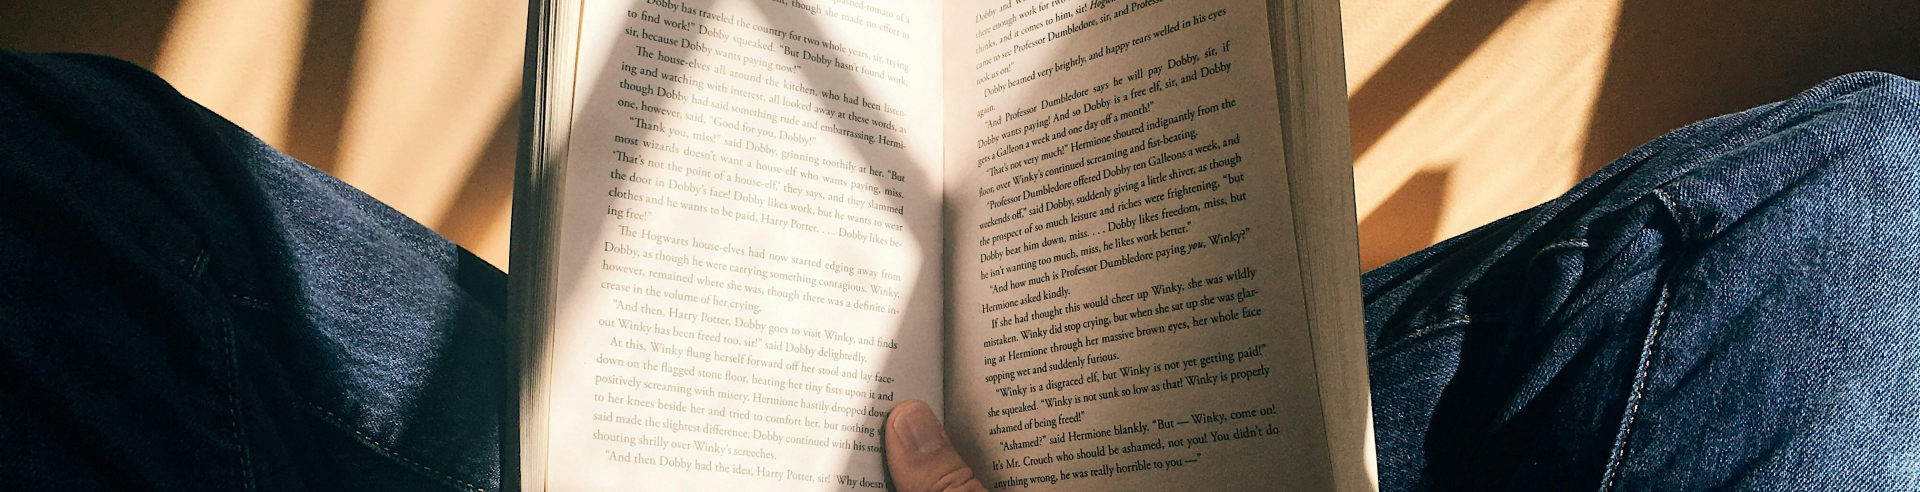 squashed-tomato of a
though she made no effort to
Dobby has traveled the country for two whole years, sir, trying
to find work!" Dobby squeaked. "But Dobby hasn't found work,
sir, because Dobby wants paying now!"
The house-elves all around the kitchen, who had been listen-
ing and watching with interest, all looked away at these words, as
though Dobby had said something rude and embarrassing. Hermi-
one, however, said, "Good for you, Dobby!"
"Thank you, miss!" said Dobby, grinning toothily at her. "But
most wizards doesn't want a house-elf who wants paying, miss.
'That's not the point of a house-elf,' they says, and they slammed
the door in Dobby's face! Dobby likes work, but he wants to wear
clothes and he wants to be paid, Harry Potter. . . . Dobby likes be-
ing free!"
The Hogwarts house-elves had now started edging away from
Dobby, as though he were carrying something contagious. Winky,
however, remained where she was, though there was a definite in-
crease in the volume of her crying.
"And then, Harry Potter, Dobby goes to visit Winky, and finds
out Winky has been freed too, sir!" said Dobby delightedly.
At this, Winky flung herself forward off her stool and lay face-
down on the flagged stone floor, beating her tiny fists upon it and
positively screaming with misery. Hermione hastily dropped down
to her knees beside her and tried to comfort her, but nothing
said made the slightest difference. Dobby continued with his
shouting shrilly over Winky's screeches.
"And then Dobby had the idea, Harry Potter, sir! 'Why doesn't
Dobby and
there enough work for two
thinks, and it comes to him, sir! Hogwarts
came to see Professor Dumbledore, sir, and Professor
took us on!"
Dobby beamed very brightly, and happy tears welled in his eyes
again.
"And Professor Dumbledore says he will pay Dobby, sir, if
Dobby wants paying! And so Dobby is a free elf, sir, and Dobby
gets a Galleon a week and one day off a month!"
"That's not very much!" Hermione shouted indignantly from the
floor, over Winky's continued screaming and fist-beating.
"Professor Dumbledore offered Dobby ten Galleons a week, and
weekends off," said Dobby, suddenly giving a little shiver, as though
the prospect of so much leisure and riches were frightening, "but
Dobby beat him down, miss. . . . Dobby likes freedom, miss, but
he isn't wanting too much, miss, he likes work better."
"And how much is Professor Dumbledore paying you, Winky?"
Hermione asked kindly.
If she had thought this would cheer up Winky, she was wildly
mistaken. Winky did stop crying, but when she sat up she was glar-
ing at Hermione through her massive brown eyes, her whole face
sopping wet and suddenly furious.
"Winky is a disgraced elf, but Winky is not yet getting paid!"
she squeaked. "Winky is not sunk so low as that! Winky is properly
ashamed of being freed!"
"Ashamed?" said Hermione blankly. "But — Winky, come on!
It's Mr. Crouch who should be ashamed, not you! You didn't do
anything wrong, he was really horrible to you —"